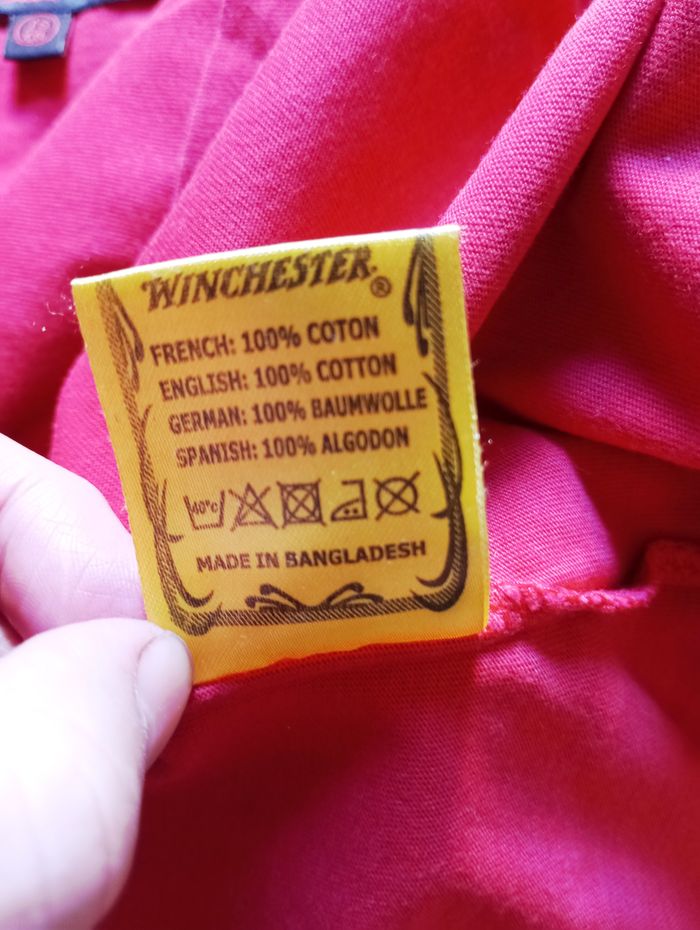 WINCHESTER®
FRENCH: 100% COTON
ENGLISH: 100% COTTON
GERMAN: 100% BAUMWOLLE
SPANISH: 100% ALGODON
40°c
MADE IN BANGLADESH